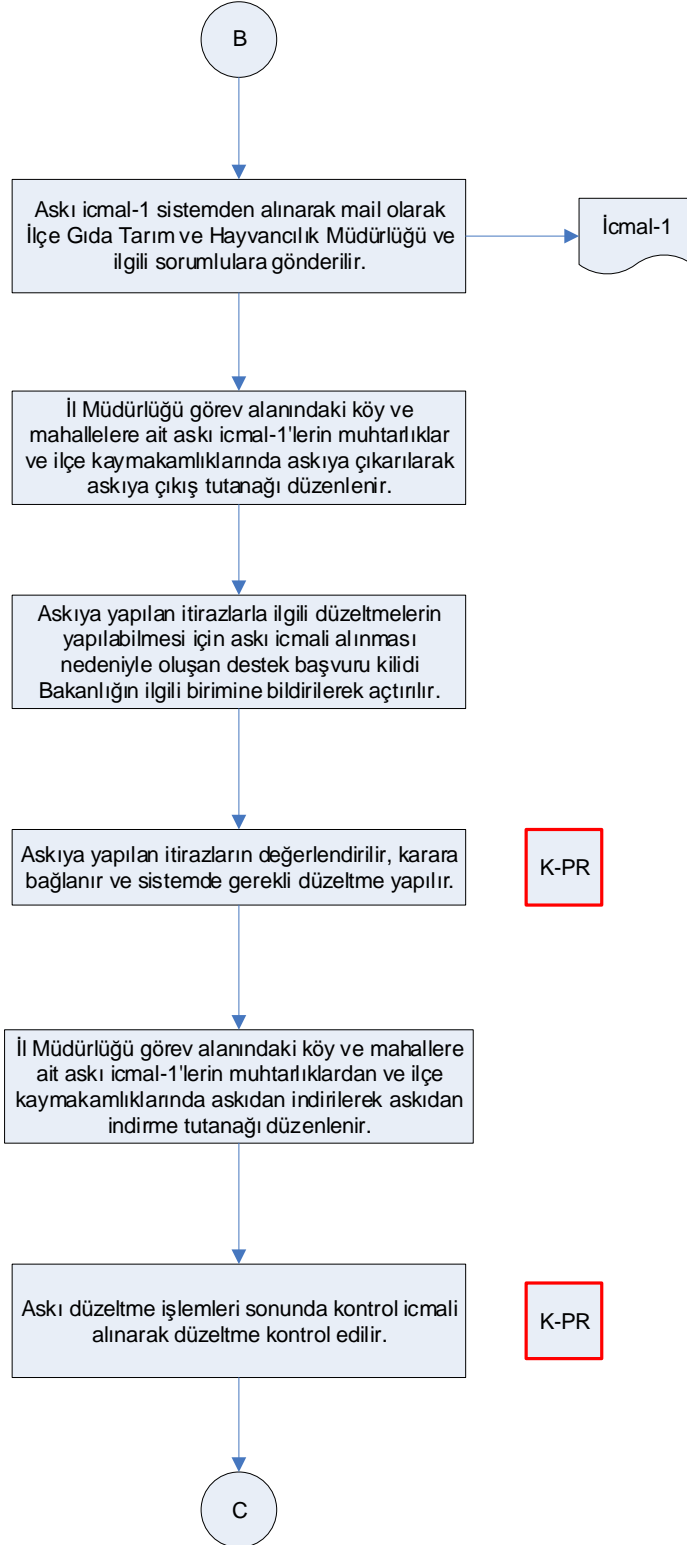 B
Askı icmal-1 sistemden alınarak mail olarak
İlçe Gıda Tarım ve Hayvancılık Müdürlüğü ve
ilgili sorumlulara gönderilir.
İcmal-1
İl Müdürlüğü görev alanındaki köy ve
mahallelere ait askı icmal-1'lerin muhtarlıklar
ve ilçe kaymakamlıklarında askıya çıkarılarak
askıya çıkış tutanağı düzenlenir.
Askıya yapılan itirazlarla ilgili düzeltmelerin
yapılabilmesi için askı icmali alınması
nedeniyle oluşan destek başvuru kilidi
Bakanlığın ilgili birimine bildirilerek açtırılır.
Askıya yapılan itirazların değerlendirilir, karara
bağlanır ve sistemde gerekli düzeltme yapılır.
K-PR
İl Müdürlüğü görev alanındaki köy ve mahallere
ait askı icmal-1'lerin muhtarlıklardan ve ilçe
kaymakamlıklarında askıdan indirilerek askıdan
indirme tutanağı düzenlenir.
Askı düzeltme işlemleri sonunda kontrol icmali
alınarak düzeltme kontrol edilir.
K-PR
C